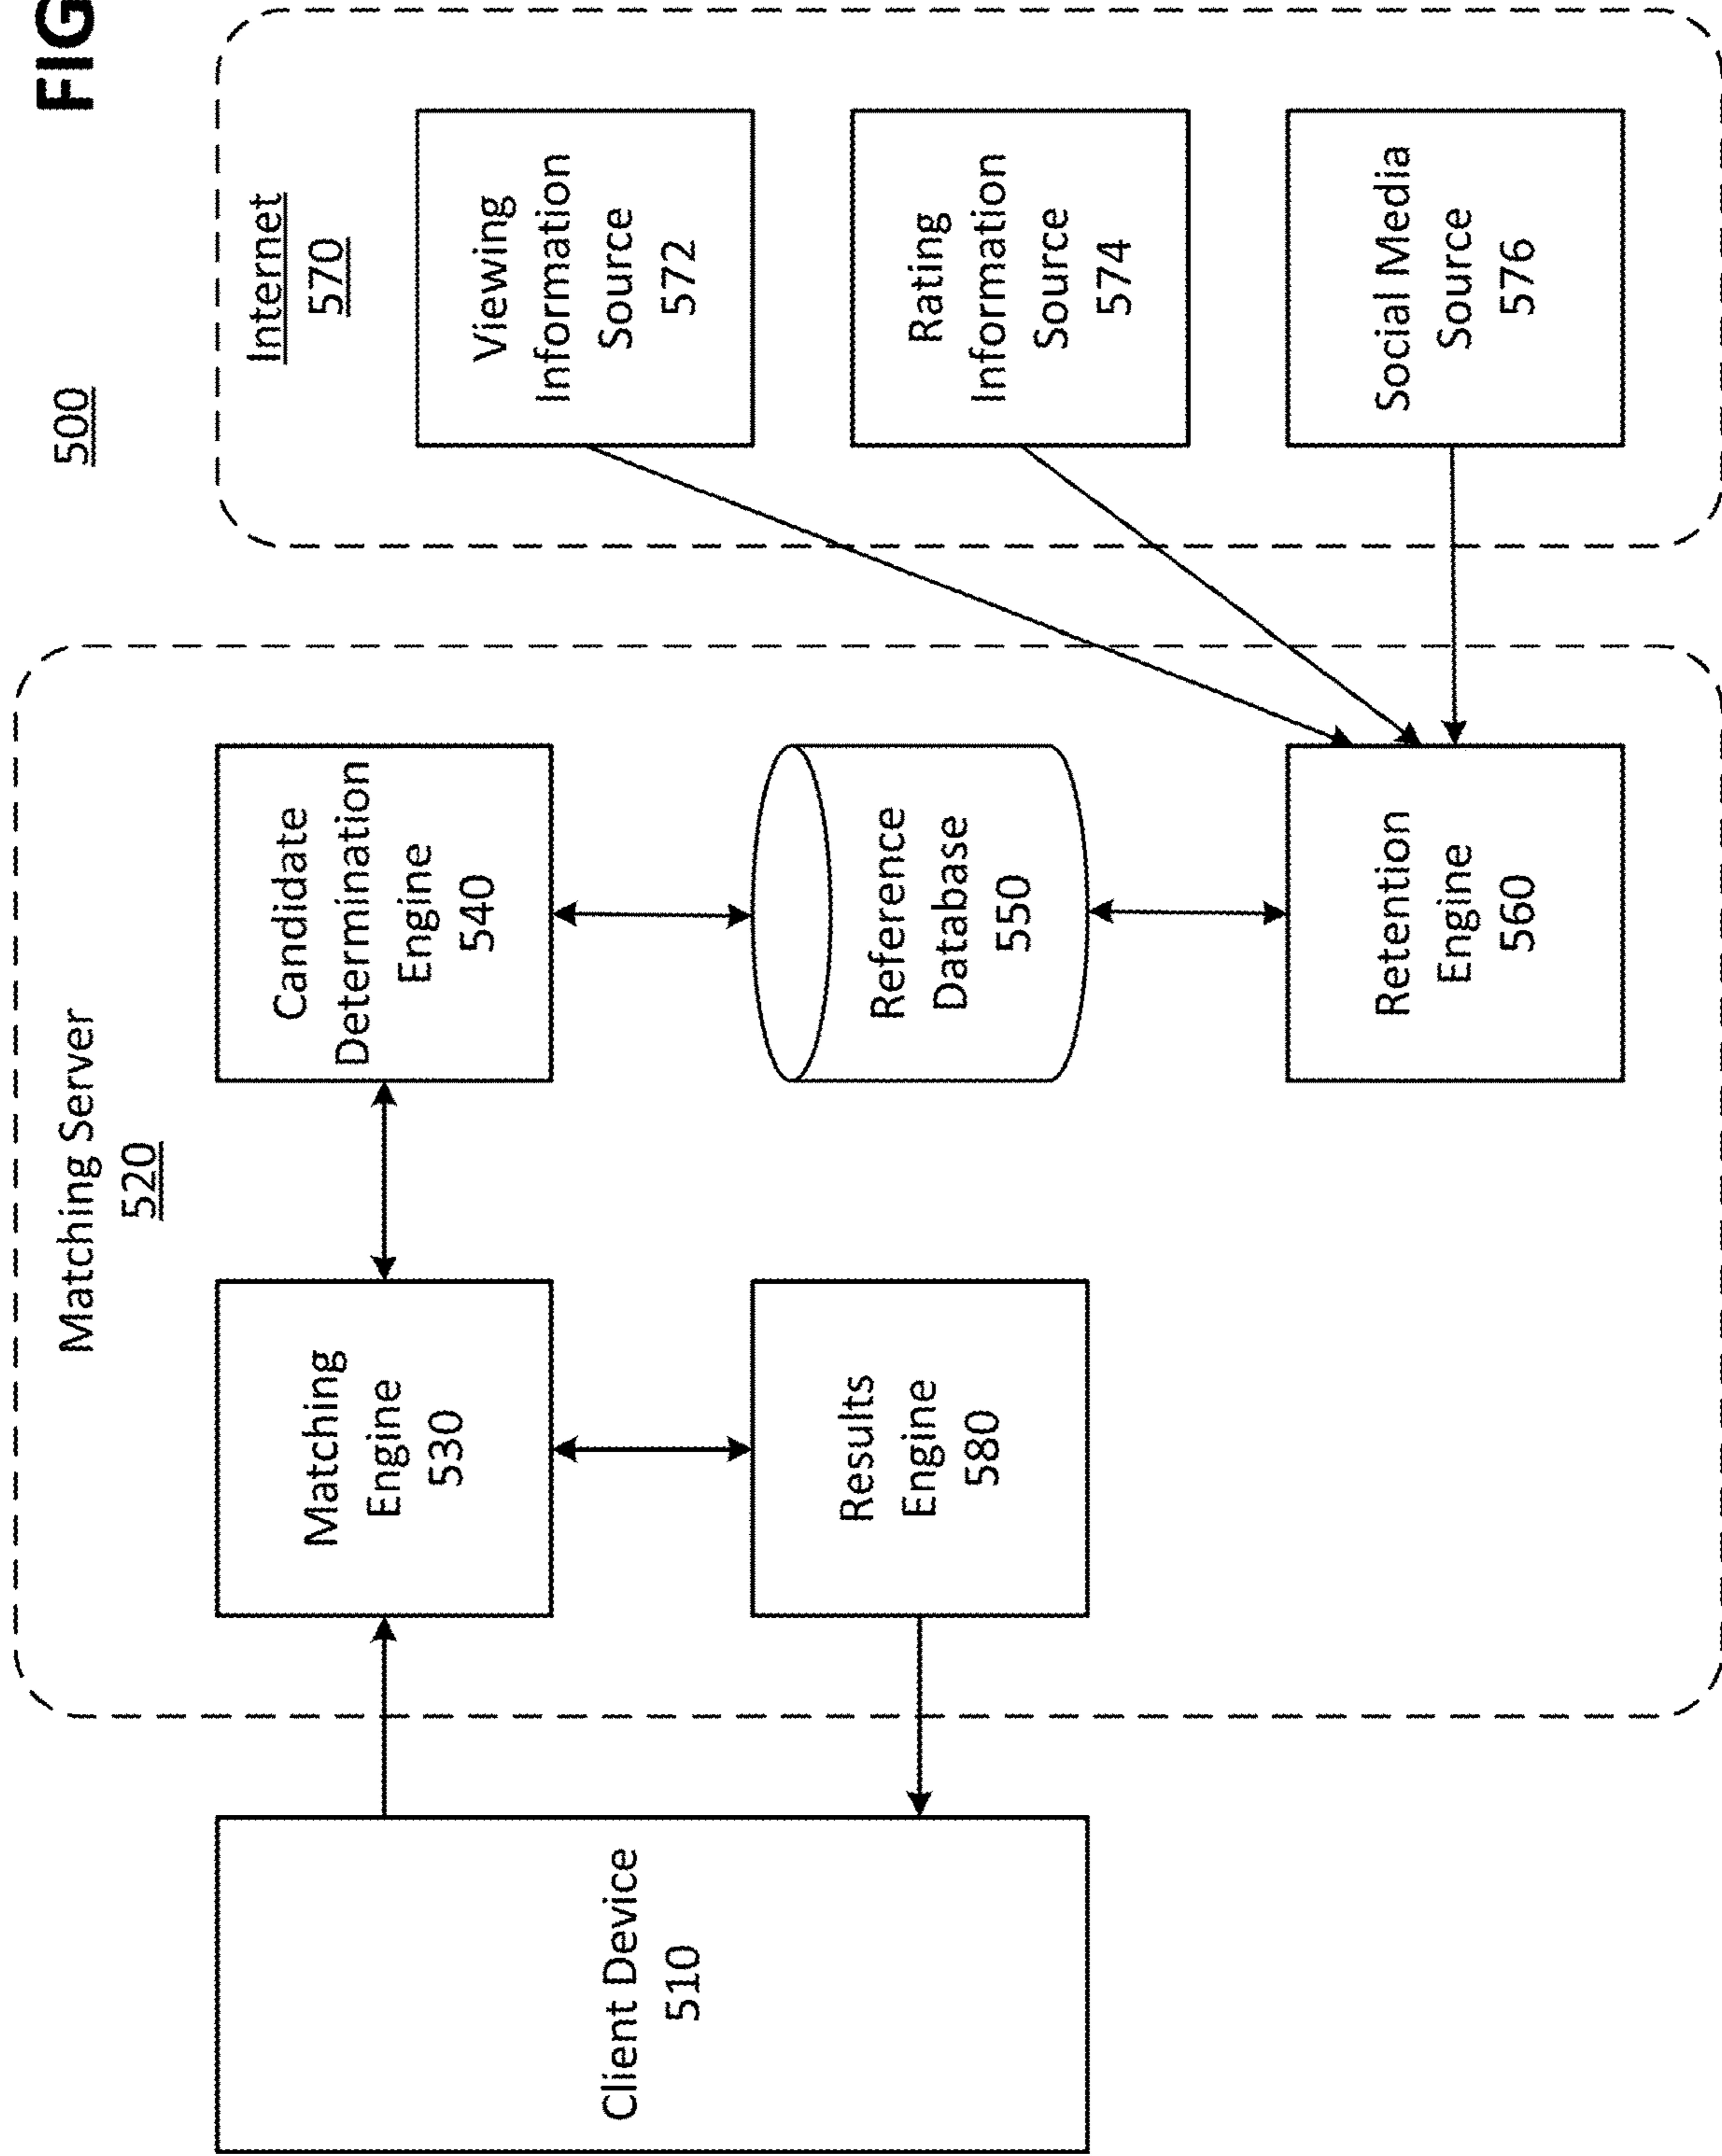 FIG
500
Matching Server
520
Internet
570
Client Device
510
Matching
Engine
530
Candidate
Determination
Engine
540
Viewing
Information
Source
572
Results
Engine
580
Reference
Database
550
Rating
Information
Source
574
Retention
Engine
560
Social Media
Source
576